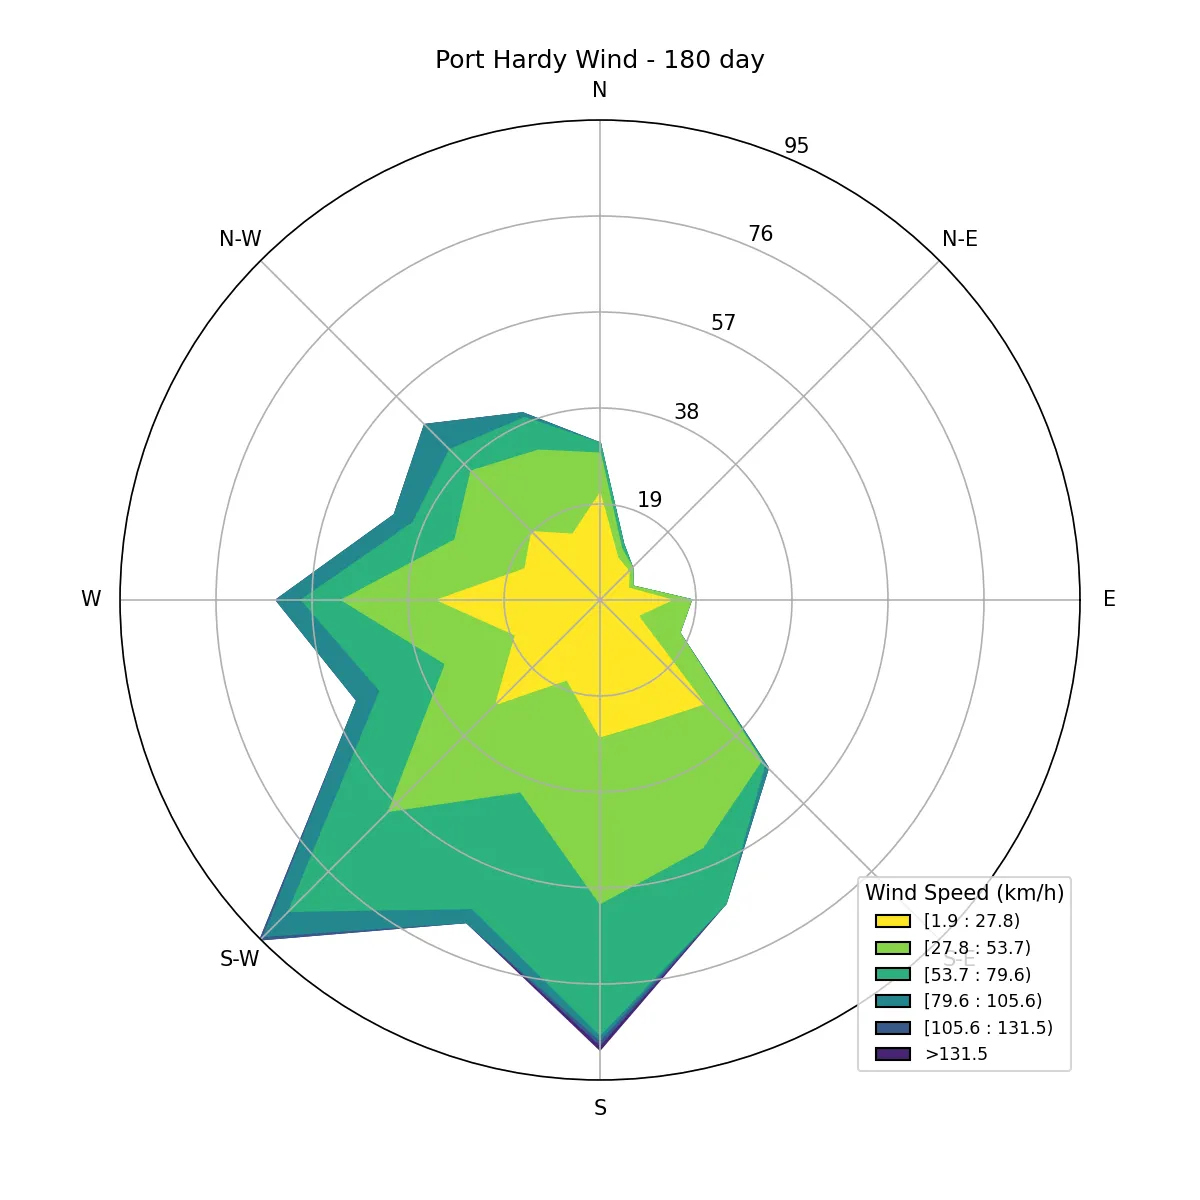 Port Hardy Wind - 180 day
N
95
N-W
N-E
76
57
38
19
W
E
S-W
S-E
S
Wind Speed (km/h)
[1.9 : 27.8)
[27.8 : 53.7)
[53.7 : 79.6)
[79.6 : 105.6)
[105.6 : 131.5)
>131.5